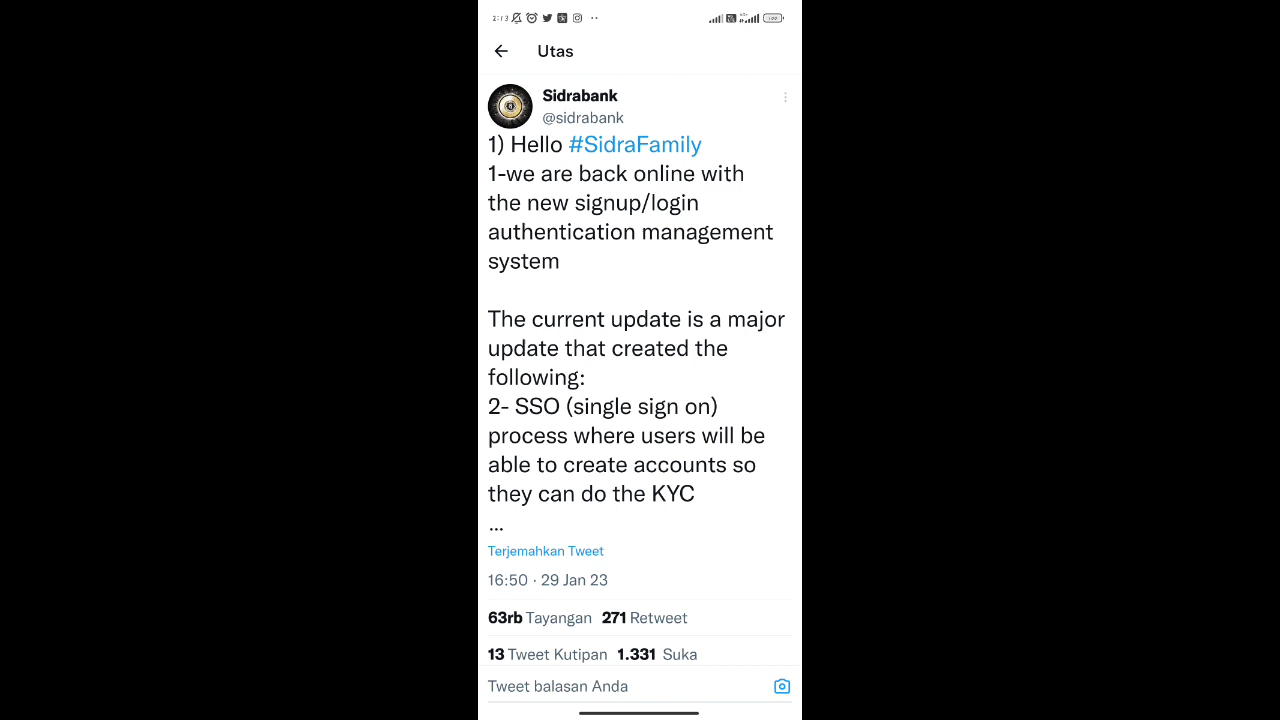 2:13
Utas
Sidrabank
@sidrabank
1) Hello #SidraFamily
1-we are back online with
the new signup/login
authentication management
system
The current update is a major
update that created the
following:
2- SSO (single sign on)
process where users will be
able to create accounts so
they can do the KYC
...
Terjemahkan Tweet
16:50 · 29 Jan 23
63rb Tayangan 271 Retweet
13 Tweet Kutipan 1.331 Suka
Tweet balasan Anda